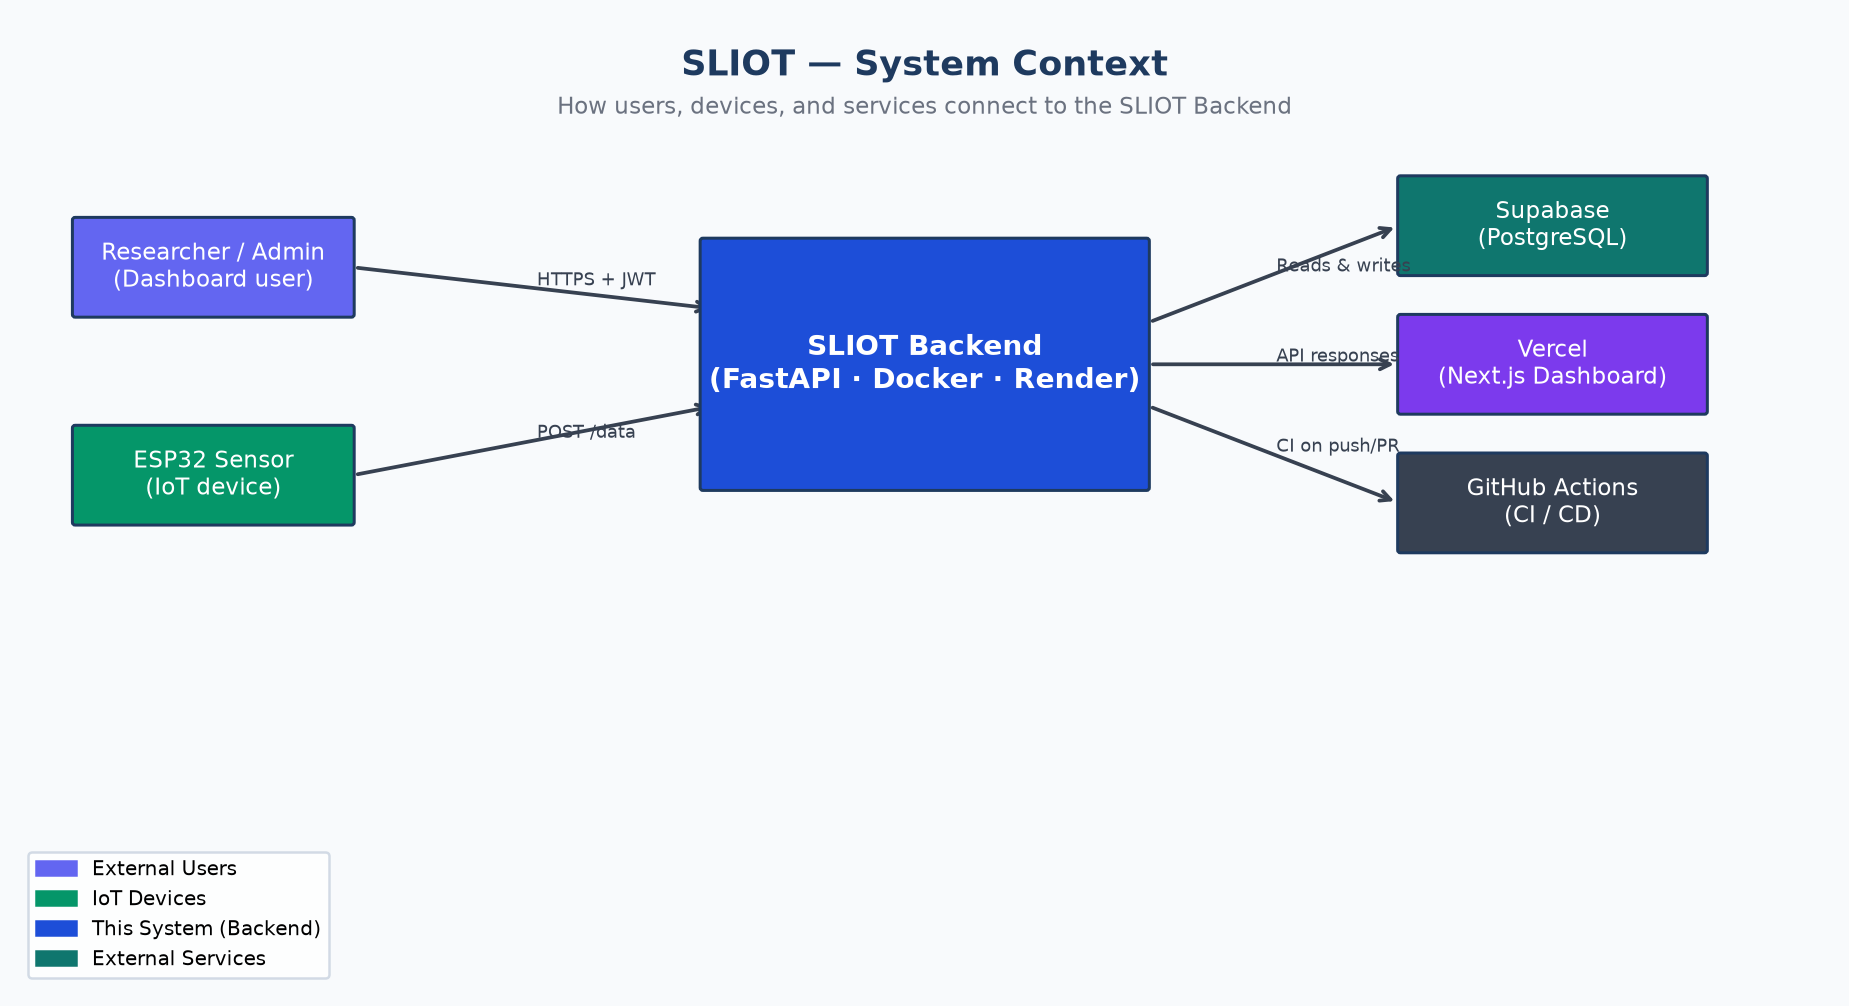 SLIOT — System Context
How users, devices, and services connect to the SLIOT Backend
Researcher / Admin
(Dashboard user)
HTTPS + JWT
ESP32 Sensor
(IoT device)
POST /data
SLIOT Backend
(FastAPI · Docker · Render)
Reads & writes
Supabase
(PostgreSQL)
API responses
Vercel
(Next.js Dashboard)
CI on push/PR
GitHub Actions
(CI / CD)
External Users
IoT Devices
This System (Backend)
External Services